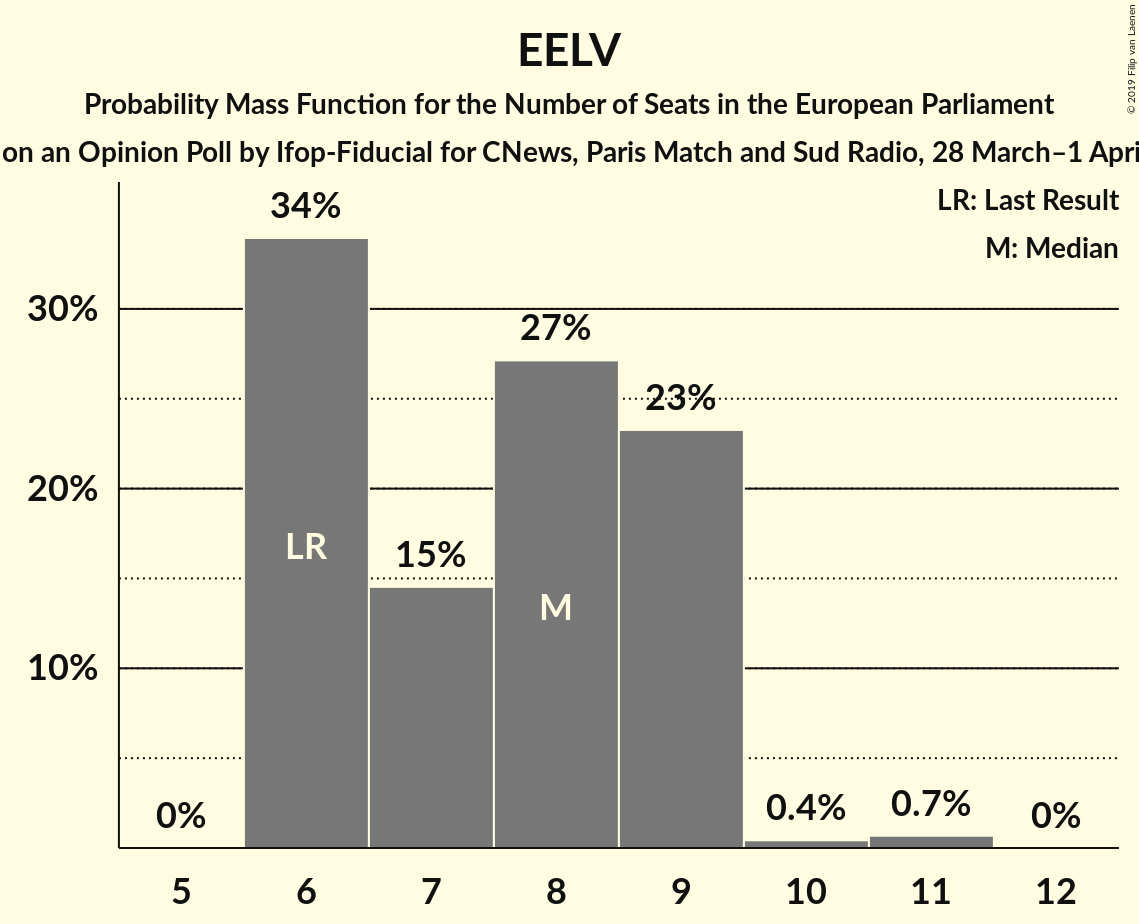 EELV
Probability Mass Function for the Number of Seats in the European Parliament
on an Opinion Poll by Ifop-Fiducial for CNews, Paris Match and Sud Radio, 28 March–1 Apri
© 2019 Filip van Laenen
LR: Last Result
M: Median
34%
30%
27%
23%
20%
LR
15%
M
10%
0%
0.4%
0.7%
0%
5 6 7 8 9 10 11 12